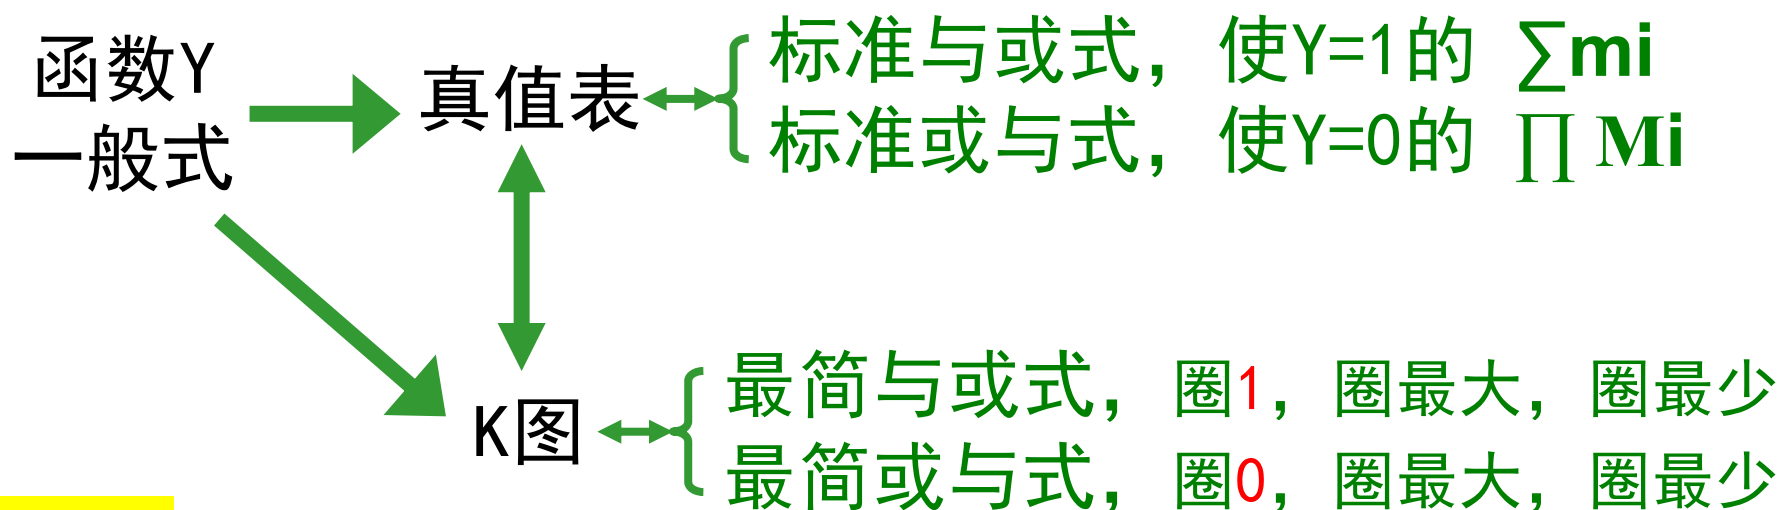 函数Y
一般式
真值表
标准与或式，使Y=1的 ∑mi
标准或与式，使Y=0的 ∏Mi
K图
最简与或式，圈1，圈最大，圈最少
最简或与式，圈0，圈最大，圈最少